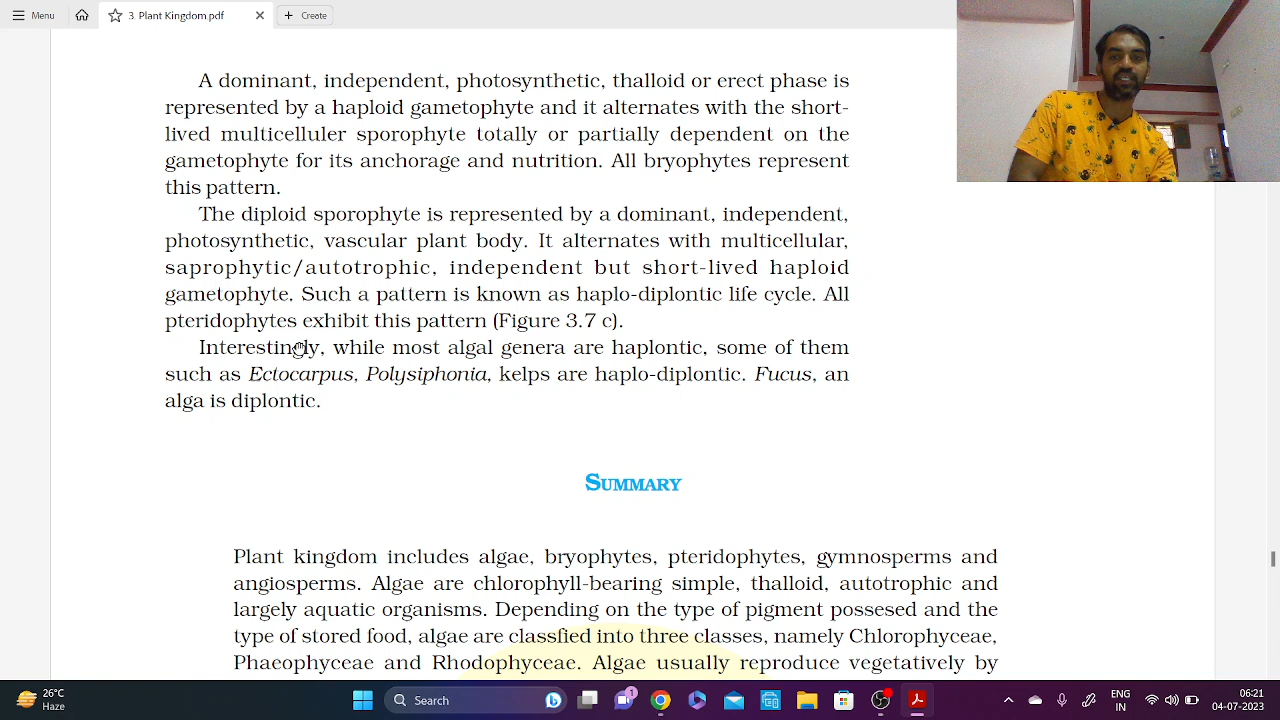 Menu
3. Plant Kingdom.pdf
Create
A dominant, independent, photosynthetic, thalloid or erect phase is
represented by a haploid gametophyte and it alternates with the short-
lived multicelluler sporophyte totally or partially dependent on the
gametophyte for its anchorage and nutrition. All bryophytes represent
this pattern.
The diploid sporophyte is represented by a dominant, independent,
photosynthetic, vascular plant body. It alternates with multicellular,
saprophytic/autotrophic, independent but short-lived haploid
gametophyte. Such a pattern is known as haplo-diplontic life cycle. All
pteridophytes exhibit this pattern (Figure 3.7 c).
Interestingly, while most algal genera are haplontic, some of them
such as Ectocarpus, Polysiphonia, kelps are haplo-diplontic. Fucus, an
alga is diplontic.
SUMMARY
Plant kingdom includes algae, bryophytes, pteridophytes, gymnosperms and
angiosperms. Algae are chlorophyll-bearing simple, thalloid, autotrophic and
largely aquatic organisms. Depending on the type of pigment possesed and the
type of stored food, algae are classfied into three classes, namely Chlorophyceae,
Phaeophyceae and Rhodophyceae. Algae usually reproduce vegetatively by
26°C
Haze
Search
1
ENG
IN
06:21
04-07-2023